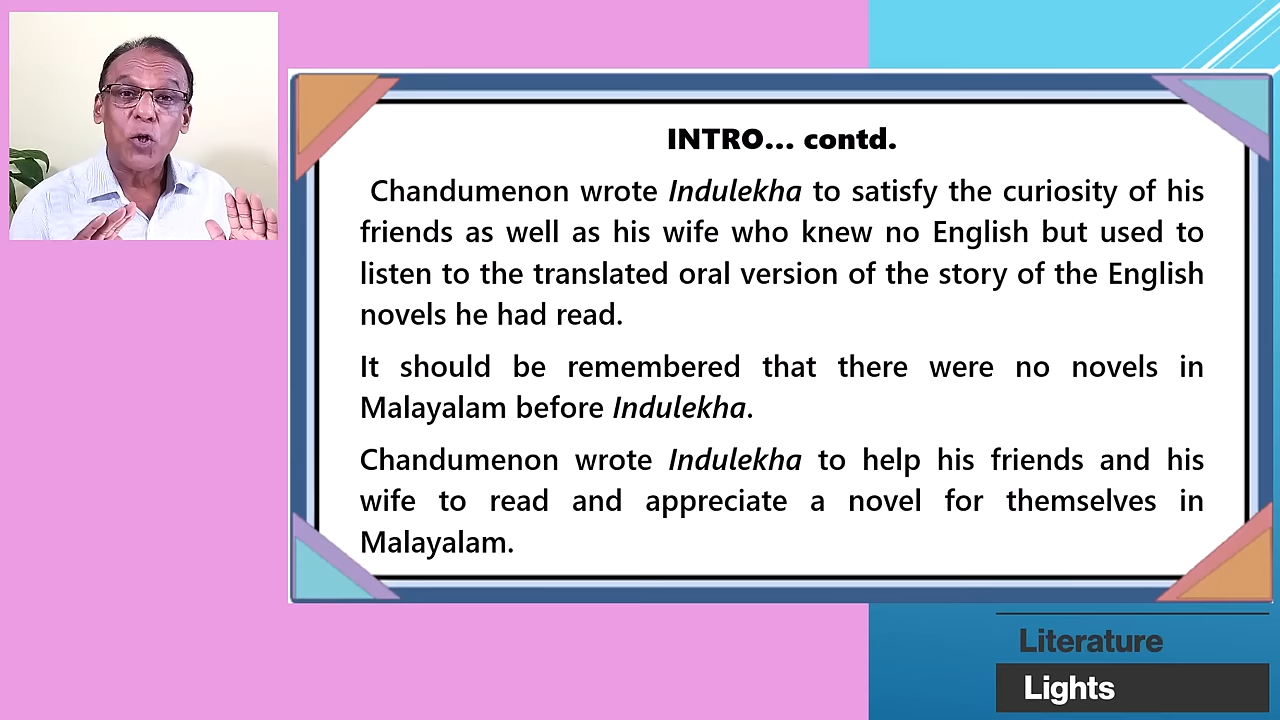 INTRO... contd.
Chandumenon wrote Indulekha to satisfy the curiosity of his
friends as well as his wife who knew no English but used to
listen to the translated oral version of the story of the English
novels he had read.
It should be remembered that there were no novels in
Malayalam before Indulekha.
Chandumenon wrote Indulekha to help his friends and his
wife to read and appreciate a novel for themselves in
Malayalam.
Literature
Lights